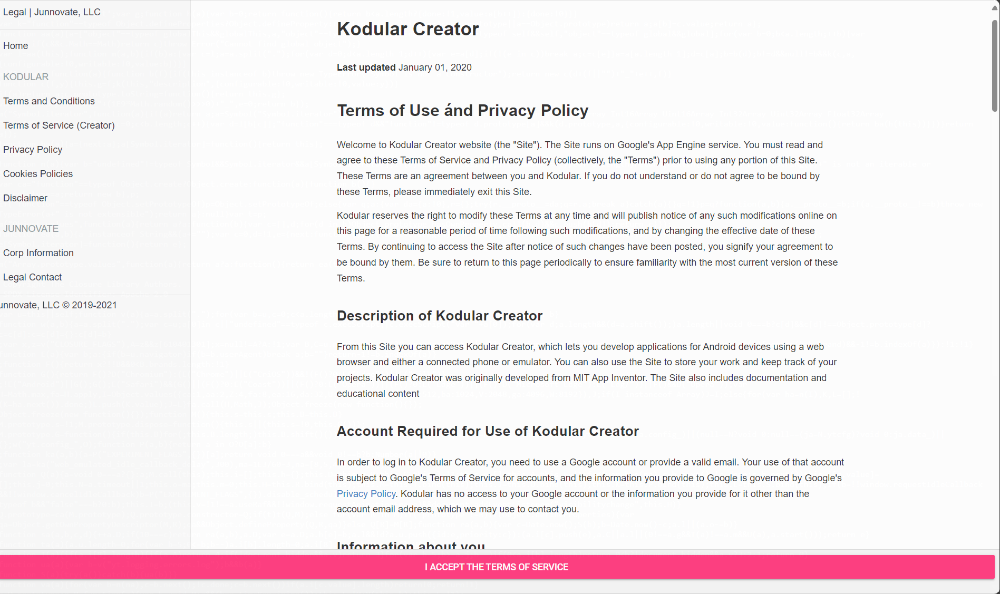 Legal | Junnovate, LLC
Home
KODULAR
Terms and Conditions
Terms of Service (Creator)
Privacy Policy
Cookies Policies
Disclaimer
JUNNOVATE
Corp Information
Legal Contact
unnovate, LLC © 2019-2021
Kodular Creator
Last updated January 01, 2020
Terms of Use ánd Privacy Policy
Welcome to Kodular Creator website (the "Site"). The Site runs on Google's App Engine service. You must read and
agree to these Terms of Service and Privacy Policy (collectively, the "Terms") prior to using any portion of this Site.
These Terms are an agreement between you and Kodular. If you do not understand or do not agree to be bound by
these Terms, please immediately exit this Site.
Kodular reserves the right to modify these Terms at any time and will publish notice of any such modifications online on
this page for a reasonable period of time following such modifications, and by changing the effective date of these
Terms. By continuing to access the Site after notice of such changes have been posted, you signify your agreement to
be bound by them. Be sure to return to this page periodically to ensure familiarity with the most current version of these
Terms.
Description of Kodular Creator
From this Site you can access Kodular Creator, which lets you develop applications for Android devices using a web
browser and either a connected phone or emulator. You can also use the Site to store your work and keep track of your
projects. Kodular Creator was originally developed from MIT App Inventor. The Site also includes documentation and
educational content
Account Required for Use of Kodular Creator
In order to log in to Kodular Creator, you need to use a Google account or provide a valid email. Your use of that account
is subject to Google's Terms of Service for accounts, and the information you provide to Google is governed by Google's
Privacy Policy. Kodular has no access to your Google account or the information you provide for it other than the
account email address, which we may use to contact you.
Information about you
I ACCEPT THE TERMS OF SERVICE